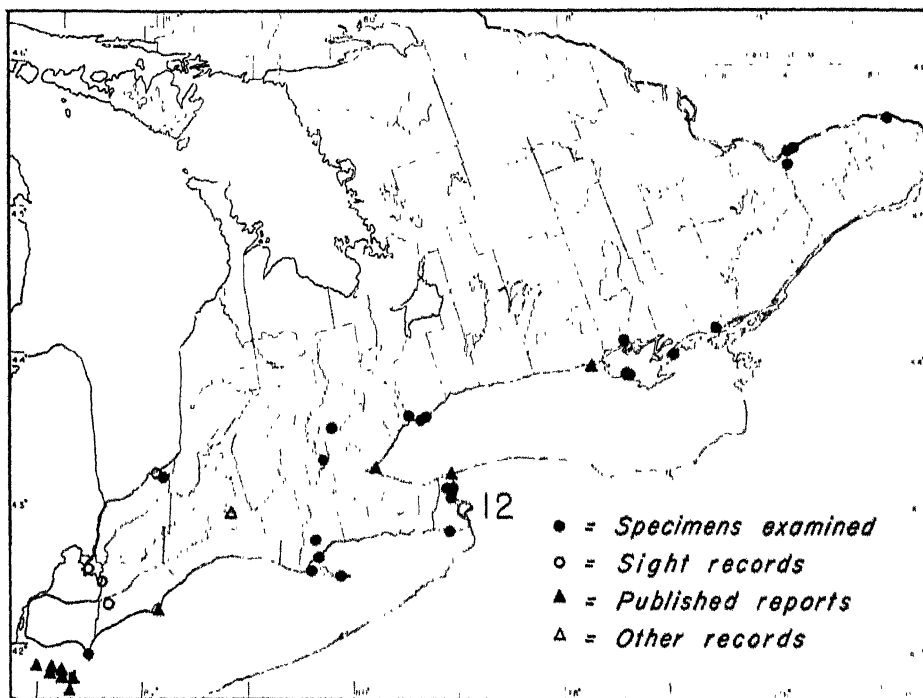 12
● = Specimens examined
○ = Sight records
▲ = Published reports
△ = Other records